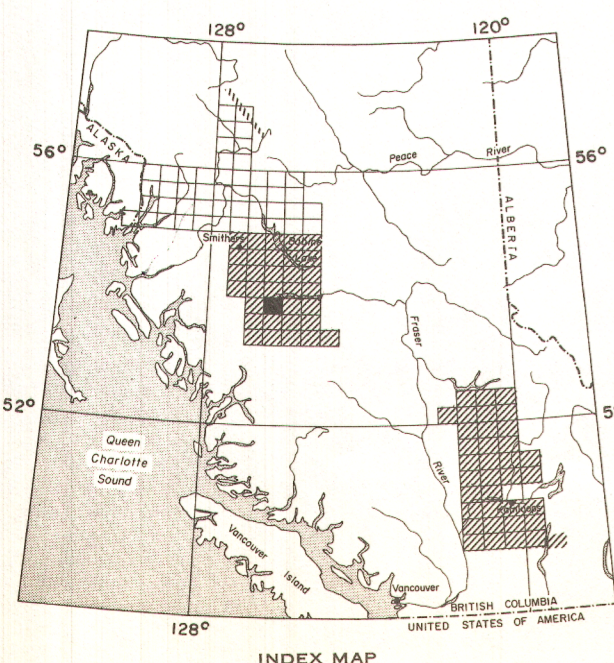 128°
120°
ALASKA
56°
Peace
River
56°
ALBERTA
Smithers
Babine
Lake
Fraser
52°
Queen
Charlotte
Sound
River
Kamloops
Vancouver
Island
Vancouver
BRITISH COLUMBIA
UNITED STATES OF AMERICA
128°
INDEX MAP